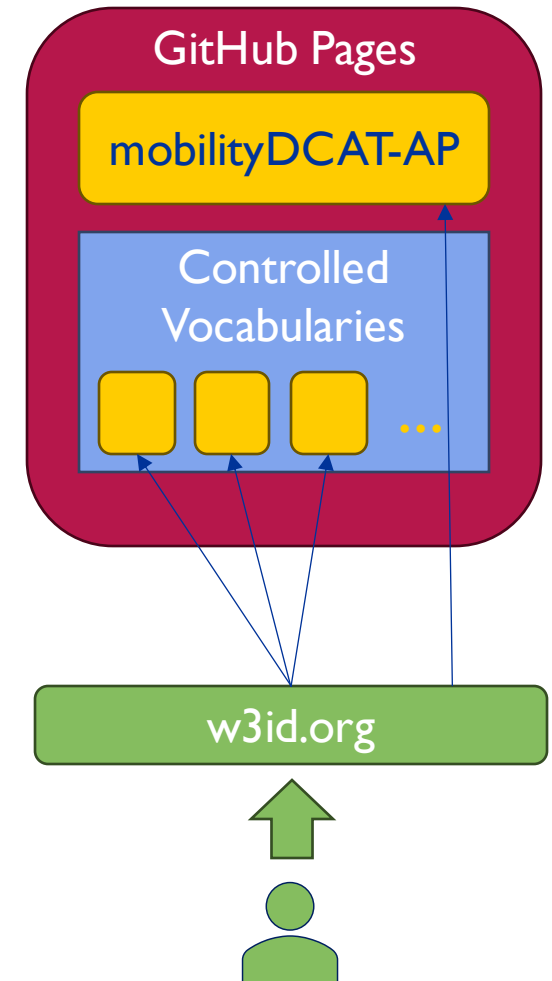 GitHub Pages
mobilityDCAT-AP
Controlled
Vocabularies
...
w3id.org